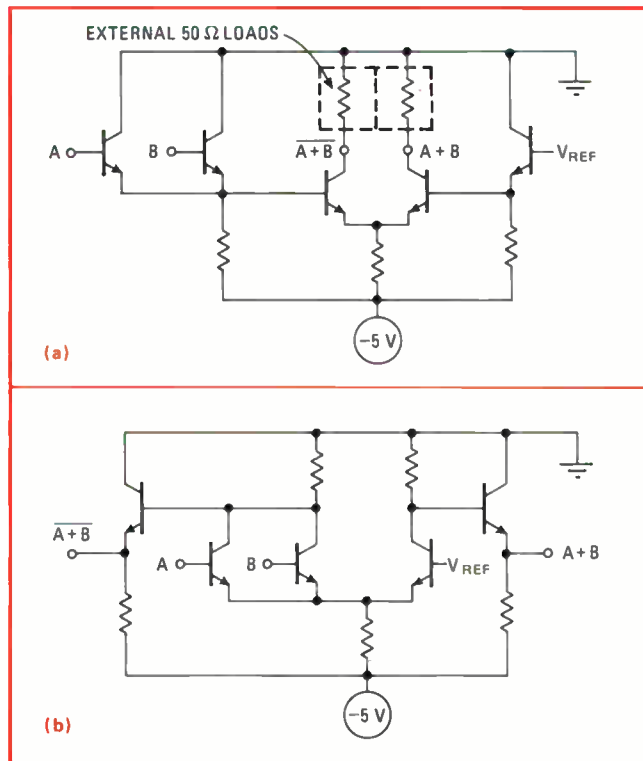 EXTERNAL 50 Ω LOADS
A
B
A+B
A + B
VREF
−5 V
(a)
A+B
A
B
VREF
A + B
−5 V
(b)